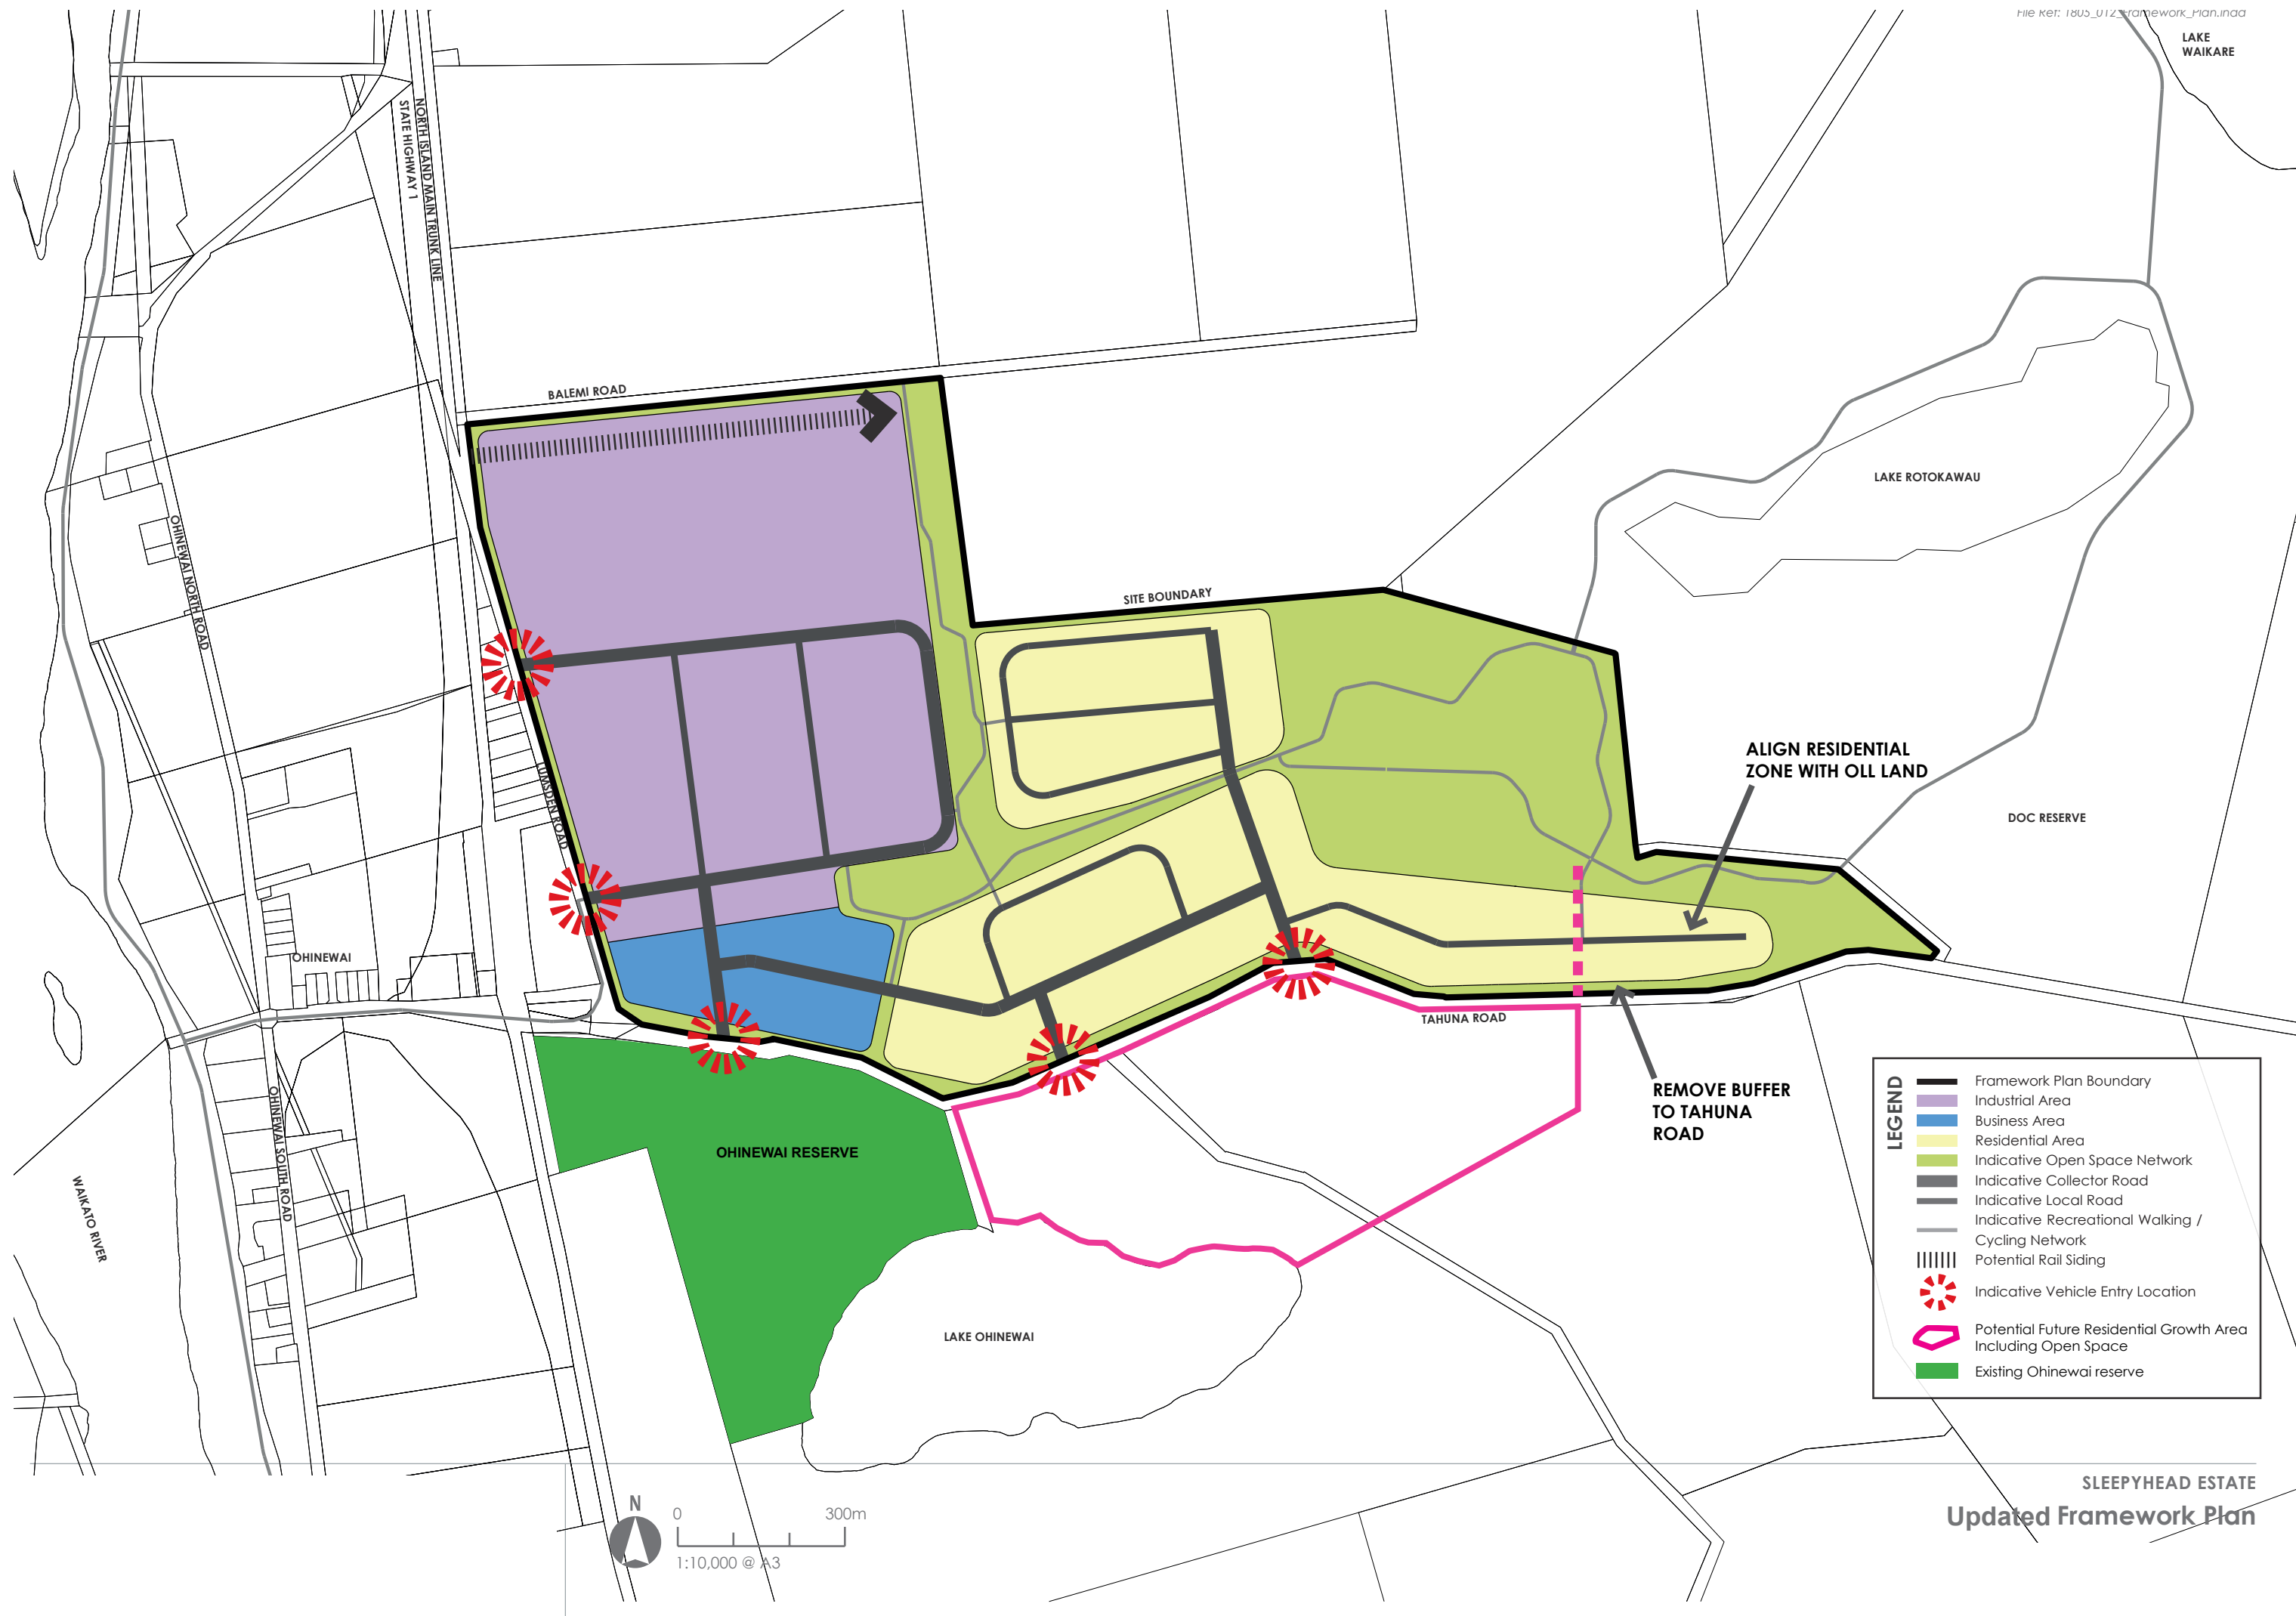 File Ref: 1805_012_Framework_Plan.indd
LAKE
WAIKARE
NORTH ISLAND MAIN TRUNK LINE
STATE HIGHWAY 1
BALEMI ROAD
LAKE ROTOKAWAU
OHINEWAI NORTH ROAD
SITE BOUNDARY
LUMSDEN ROAD
ALIGN RESIDENTIAL
ZONE WITH OLL LAND
DOC RESERVE
OHINEWAI
TAHUNA ROAD
REMOVE BUFFER
TO TAHUNA
ROAD
OHINEWAI RESERVE
OHINEWAI SOUTH ROAD
WAIKATO RIVER
LAKE OHINEWAI
LEGEND
Framework Plan Boundary
Industrial Area
Business Area
Residential Area
Indicative Open Space Network
Indicative Collector Road
Indicative Local Road
Indicative Recreational Walking /
Cycling Network
Potential Rail Siding
Indicative Vehicle Entry Location
Potential Future Residential Growth Area
Including Open Space
Existing Ohinewai reserve
N
0 300m
1:10,000 @ A3
SLEEPYHEAD ESTATE
Updated Framework Plan